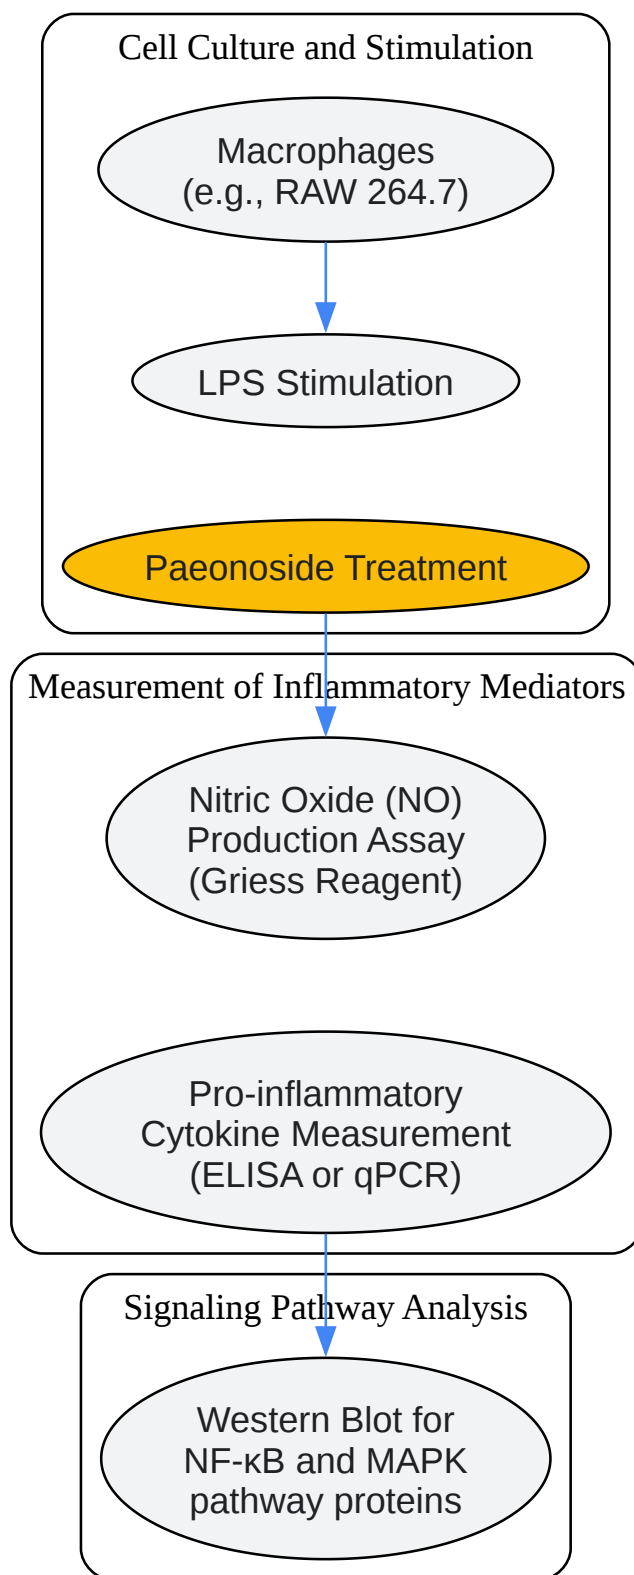 Cell Culture and Stimulation
Macrophages
(e.g., RAW 264.7)
LPS Stimulation
Paeonoside Treatment
Measurement of Inflammatory Mediators
Nitric Oxide (NO)
Production Assay
(Griess Reagent)
Pro-inflammatory
Cytokine Measurement
(ELISA or qPCR)
Signaling Pathway Analysis
Western Blot for
NF-κB and MAPK
pathway proteins